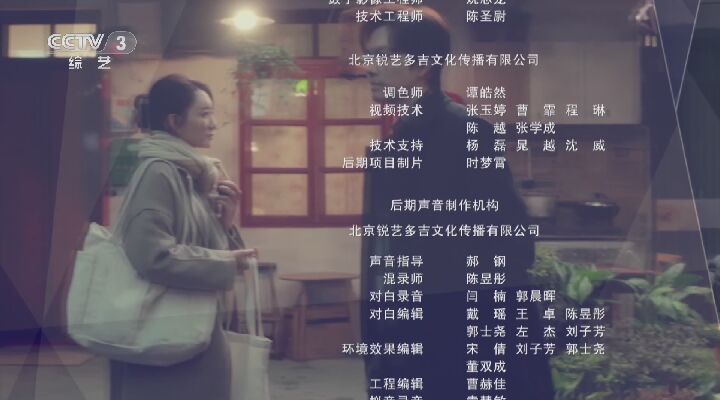 CCTV 3
综艺
技术工程师 陈圣尉
北京锐艺多吉文化传播有限公司
调色师 谭皓然
视频技术 张玉婷 曹霏 程琳
陈越 张学成
技术支持 杨磊 晁越 沈威
后期项目制片 时梦霄
后期声音制作机构
北京锐艺多吉文化传播有限公司
声音指导 郝钢
混录师 陈昱彤
对白录音 闫楠 郭晨晖
对白编辑 戴瑶 王卓 陈昱彤
郭士尧 左杰 刘子芳
环境效果编辑 宋倩 刘子芳 郭士尧
董双成
工程编辑 曹赫佳